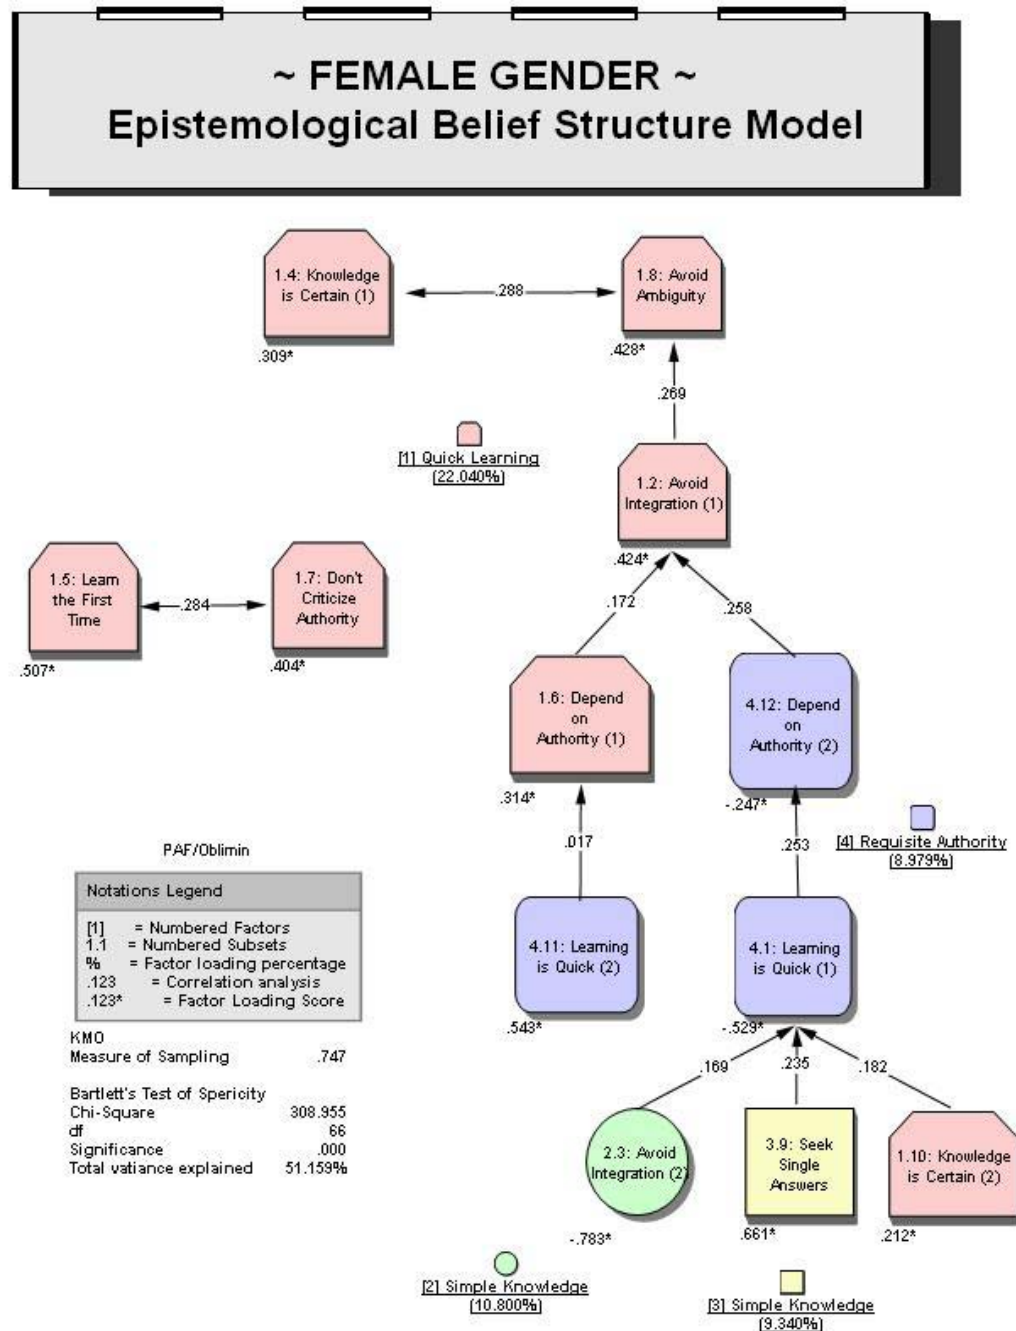 ~ FEMALE GENDER ~
Epistemological Belief Structure Model
1.4: Knowledge
is Certain (1)
.309*
.288
1.8: Avoid
Ambiguity
.428*
.269
[1] Quick Learning
(22.040%)
1.2: Avoid
Integration (1)
.424*
1.5: Learn
the First
Time
.507*
.284
1.7: Don't
Criticize
Authority
.404*
.172
.258
1.6: Depend
on
Authority (1)
.314*
4.12: Depend
on
Authority (2)
-.247*
.017
.253
[4] Requisite Authority
(8.979%)
PAF/Oblimin
Notations Legend
[1] = Numbered Factors
1.1 = Numbered Subsets
% = Factor loading percentage
.123 = Correlation analysis
.123* = Factor Loading Score
4.11: Learning
is Quick (2)
.543*
4.1: Learning
is Quick (1)
-.529*
KMO
Measure of Sampling .747
Bartlett's Test of Spericity
Chi-Square 308.955
df 66
Significance .000
Total vatiance explained 51.159%
.169
.235
.182
2.3: Avoid
Integration (2)
-.783*
3.9: Seek
Single
Answers
.661*
1.10: Knowledge
is Certain (2)
.212*
[2] Simple Knowledge
(10.800%)
[3] Simple Knowledge
(9.340%)